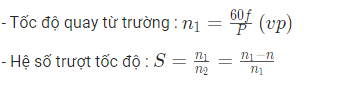 - Tốc độ quay từ trường : n₁ = 60f/P (vp)
- Hệ số trượt tốc độ : S = n₁/n₂ = n₁−n/n₁